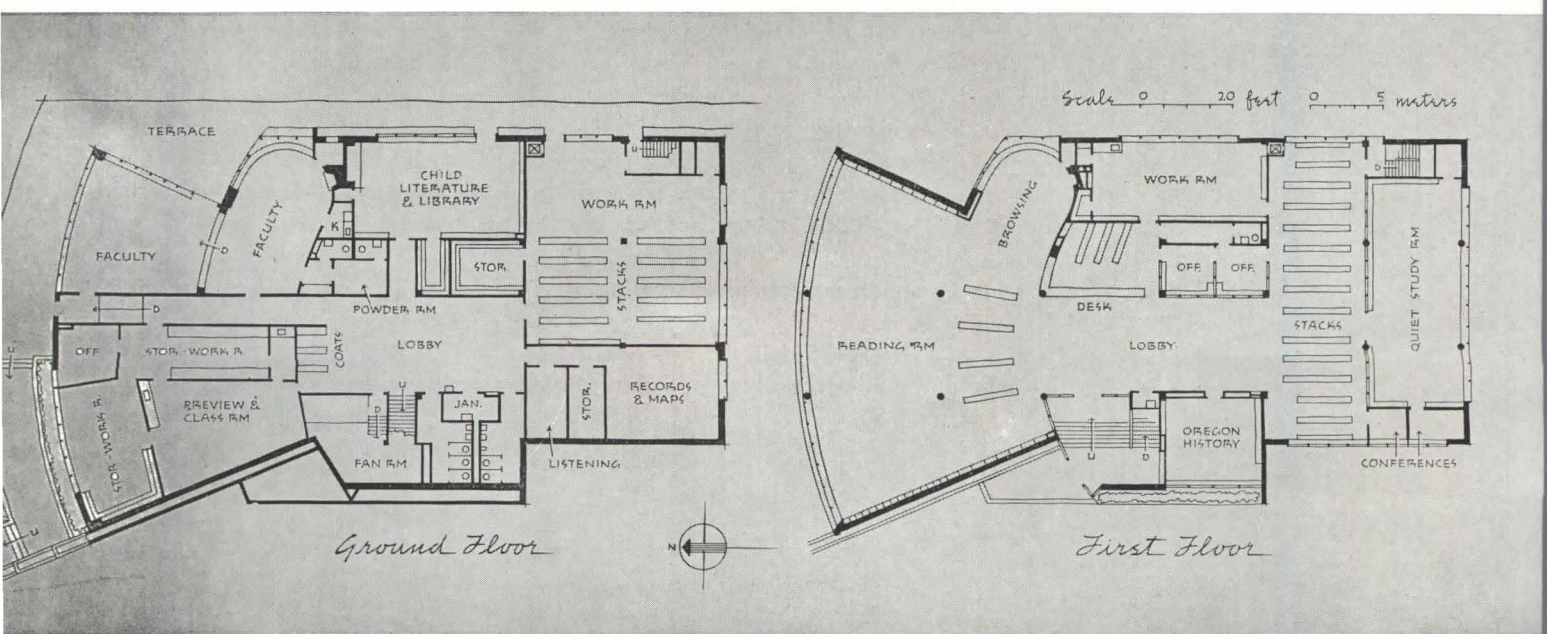 TERRACE
FACULTY
FACULTY
D
K
CHILD
LITERATURE
& LIBRARY
STOR.
U
WORK RM
STACKS
D
POWDER RM
OFF.
STOR.-WORK R.
COATS
LOBBY
STOR.-WORK R.
PREVIEW &
CLASS RM
U
D
JAN.
FAN RM
STOR.
RECORDS
& MAPS
LISTENING
U
Ground Floor
N
Scale 0 20 feet 0 5 meters
BROWSING
WORK RM
D
OFF. OFF.
DESK
READING RM
LOBBY
STACKS
QUIET STUDY RM
OREGON
HISTORY
U
D
CONFERENCES
First Floor